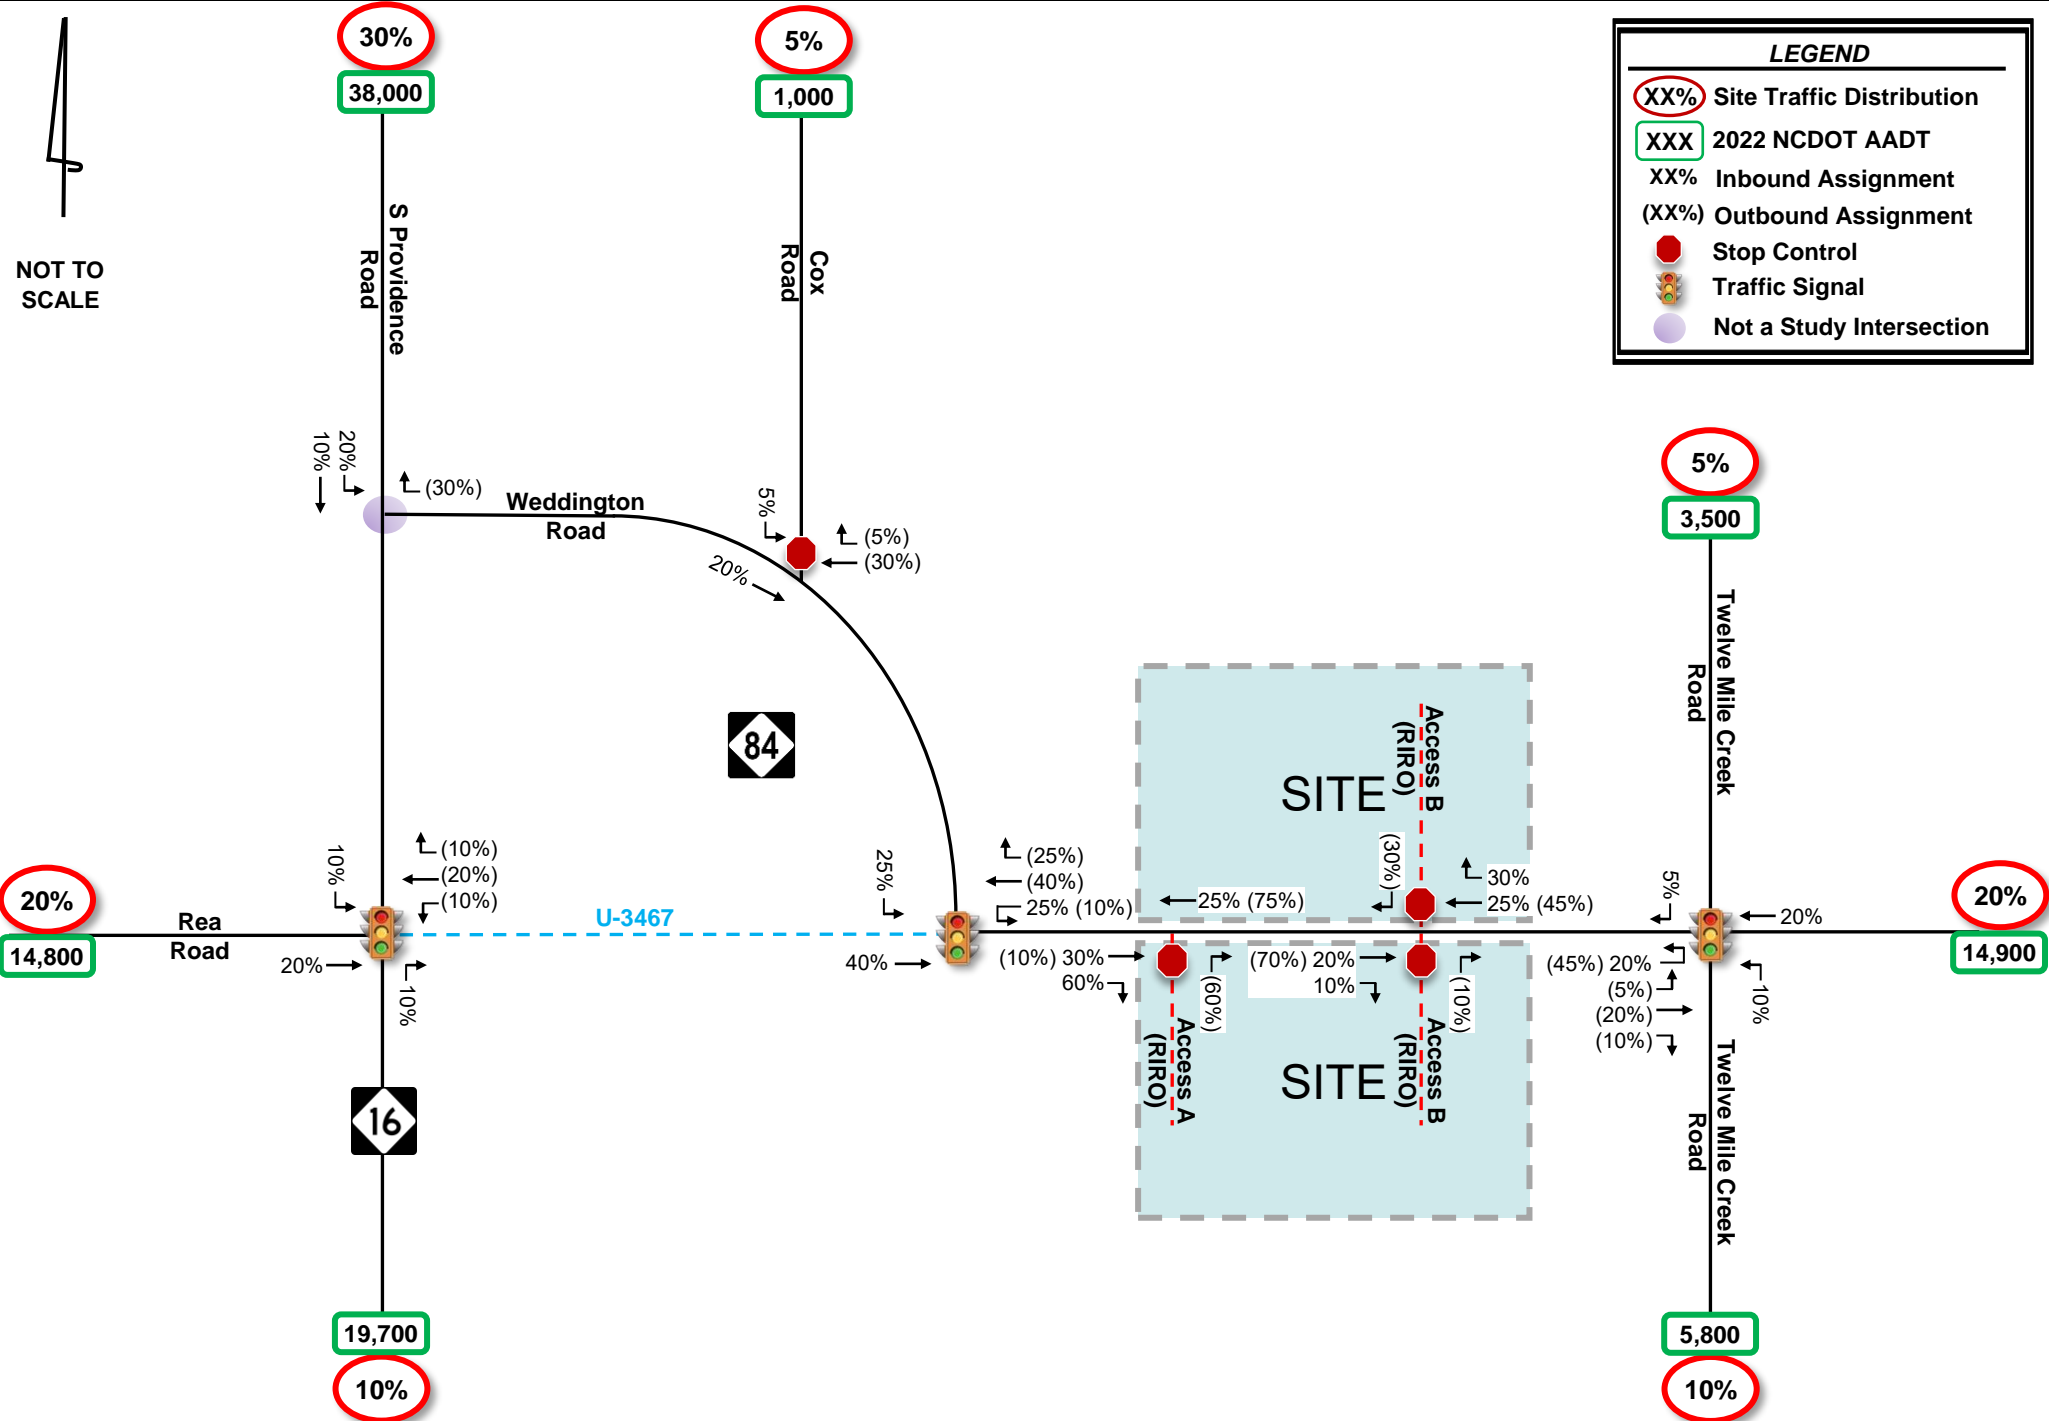 30%
38,000
5%
1,000
LEGEND
XX% Site Traffic Distribution
XXX 2022 NCDOT AADT
XX% Inbound Assignment
(XX%) Outbound Assignment
Stop Control
Traffic Signal
Not a Study Intersection
NOT TO
SCALE
S Providence
Road
Cox
Road
10%
20%
(30%)
Weddington
Road
5%
(5%)
(30%)
20%
5%
3,500
Twelve Mile Creek
Road
84
SITE
Access B
(RIRO)
20%
14,800
Rea
Road
10%
(10%)
(20%)
(10%)
20%
10%
U-3467
25%
(25%)
(40%)
25% (10%)
40%
25% (75%)
(30%)
30%
25% (45%)
(10%) 30%
60%
(60%)
(70%) 20%
10%
(10%)
5%
20%
(45%) 20%
(5%)
(20%)
(10%)
10%
20%
14,900
Access A
(RIRO)
SITE
Access B
(RIRO)
Twelve Mile Creek
Road
16
19,700
10%
5,800
10%